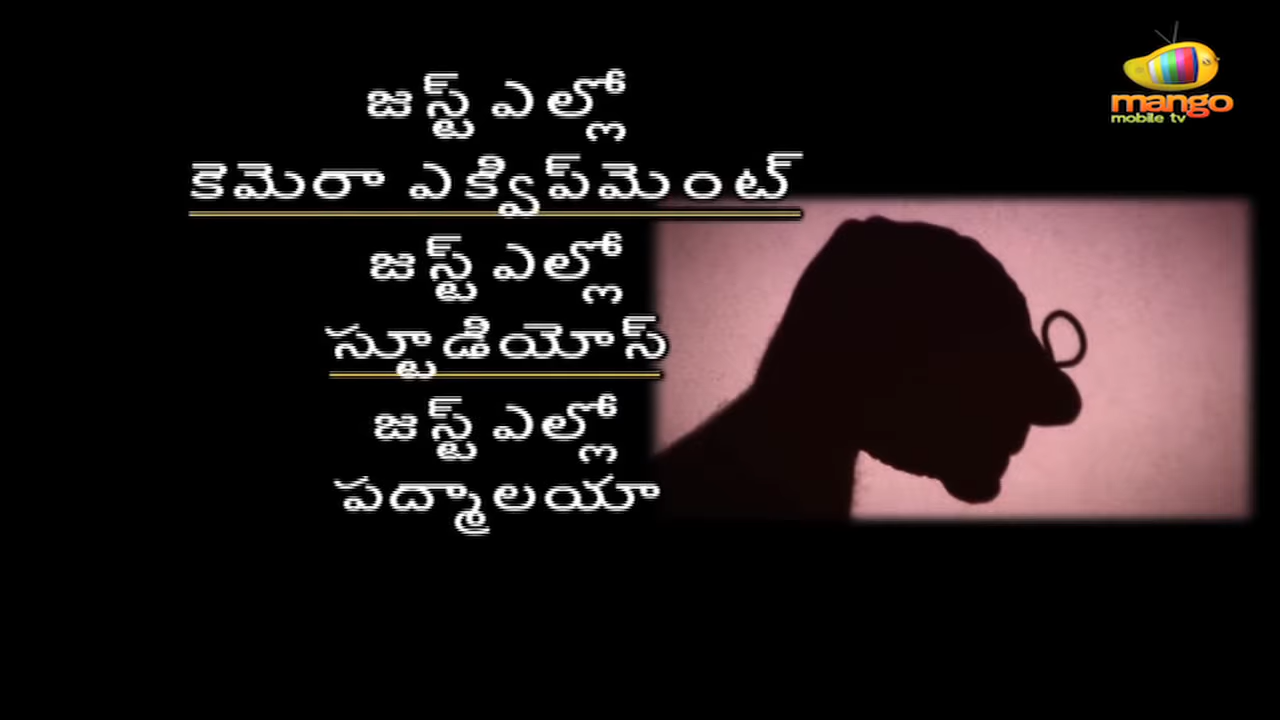 జస్ట్ ఎల్లో
కెమెరా ఎక్విప్‌మెంట్
జస్ట్ ఎల్లో
స్టూడియోస్
జస్ట్ ఎల్లో
పద్మాలయా
mango
mobile tv